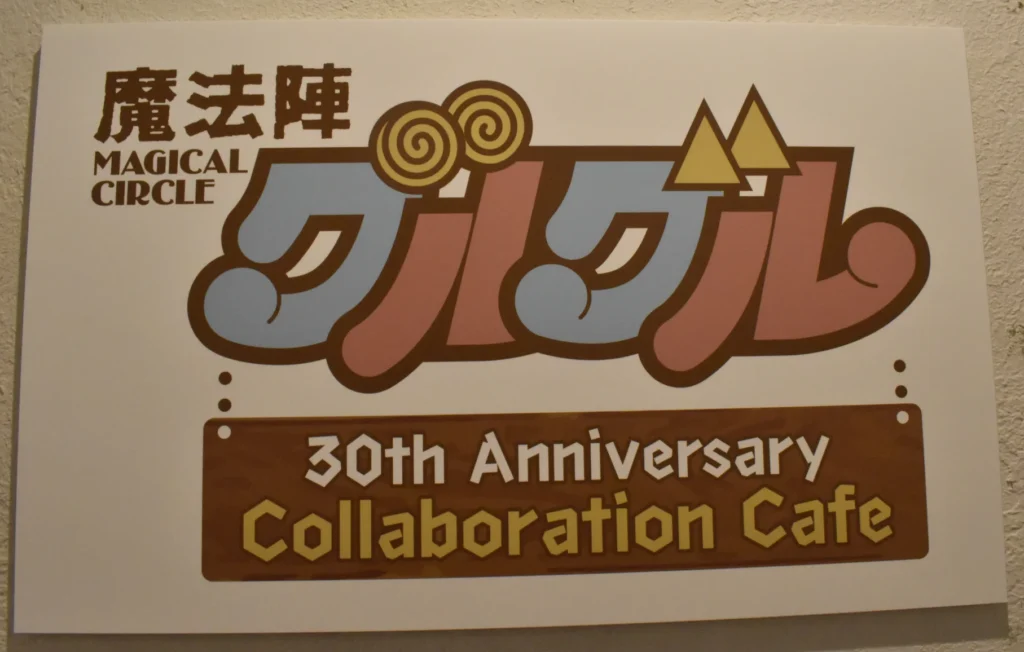 魔法陣
MAGICAL
CIRCLE
グルグル
30th Anniversary
Collaboration Cafe